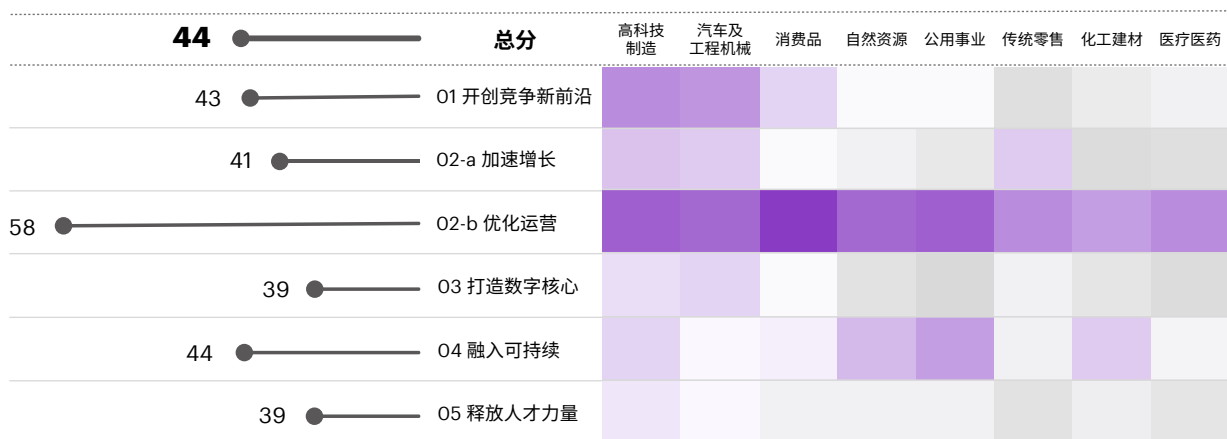 44 总分 高科技制造 汽车及工程机械 消费品 自然资源 公用事业 传统零售 化工建材 医疗医药
43 01 开创竞争新前沿
41 02-a 加速增长
58 02-b 优化运营
39 03 打造数字核心
44 04 融入可持续
39 05 释放人才力量